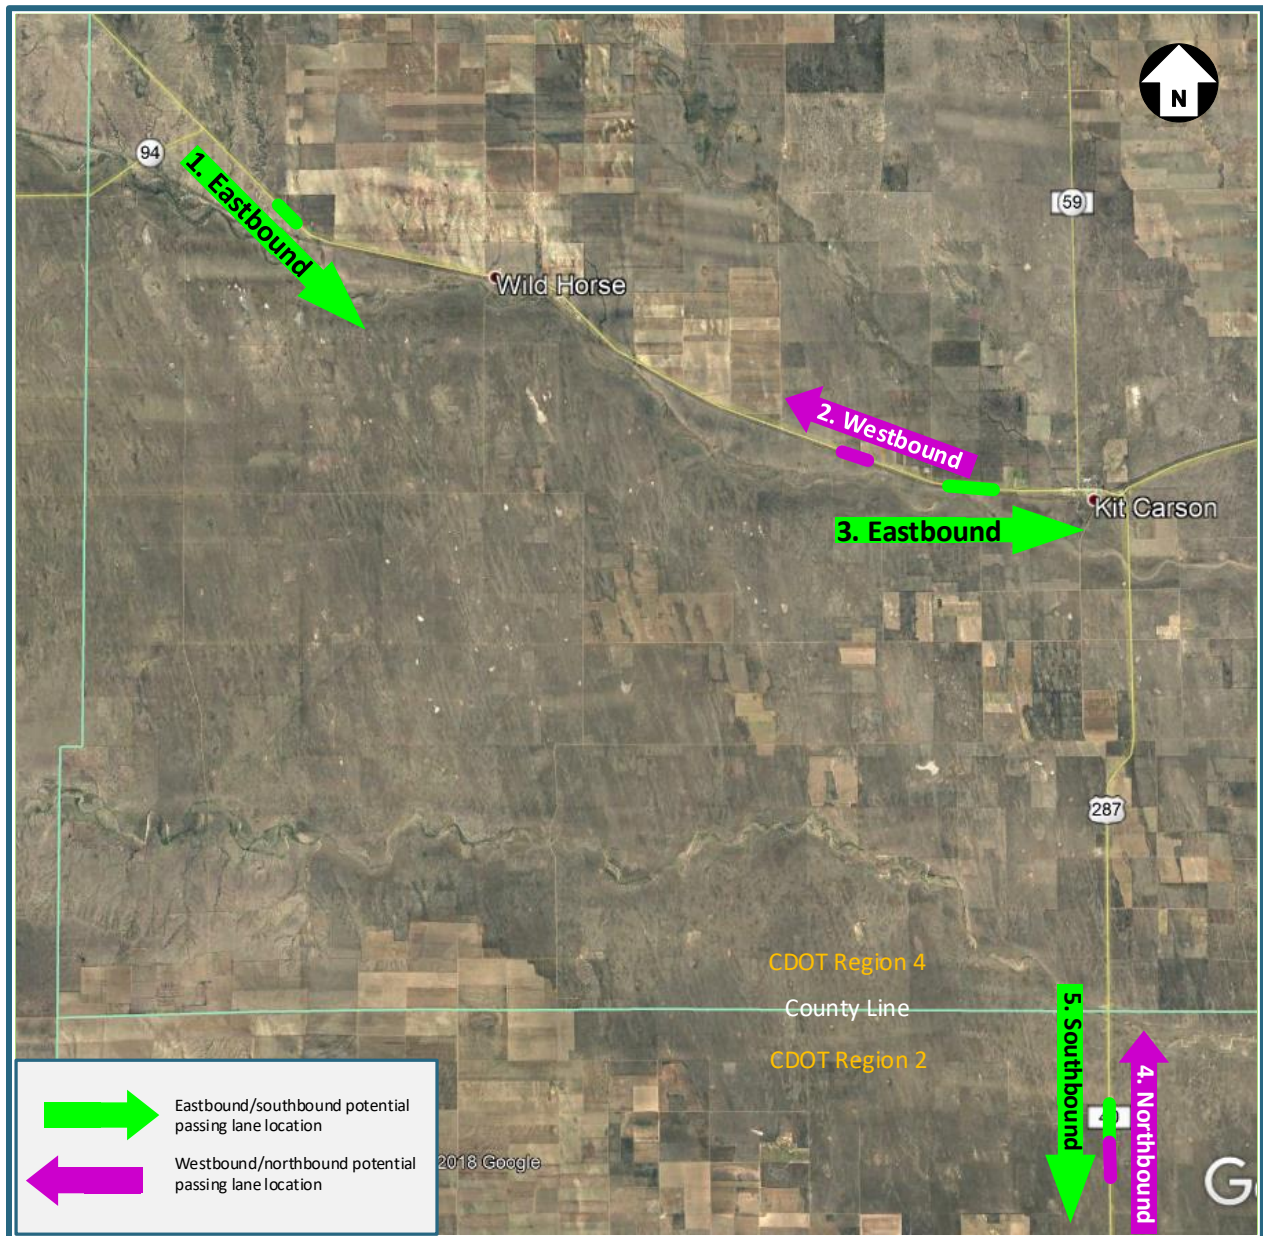 N
94
1. Eastbound
59
Wild Horse
2. Westbound
Kit Carson
3. Eastbound
287
CDOT Region 4
County Line
CDOT Region 2
5. Southbound
4. Northbound
Eastbound/southbound potential
passing lane location
Westbound/northbound potential
passing lane location
2018 Google